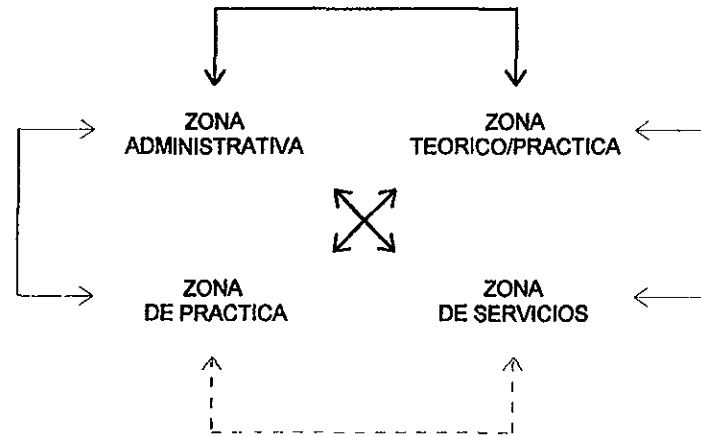 ZONA
ADMINISTRATIVA
ZONA
TEORICO/PRACTICA
ZONA
DE PRACTICA
ZONA
DE SERVICIOS